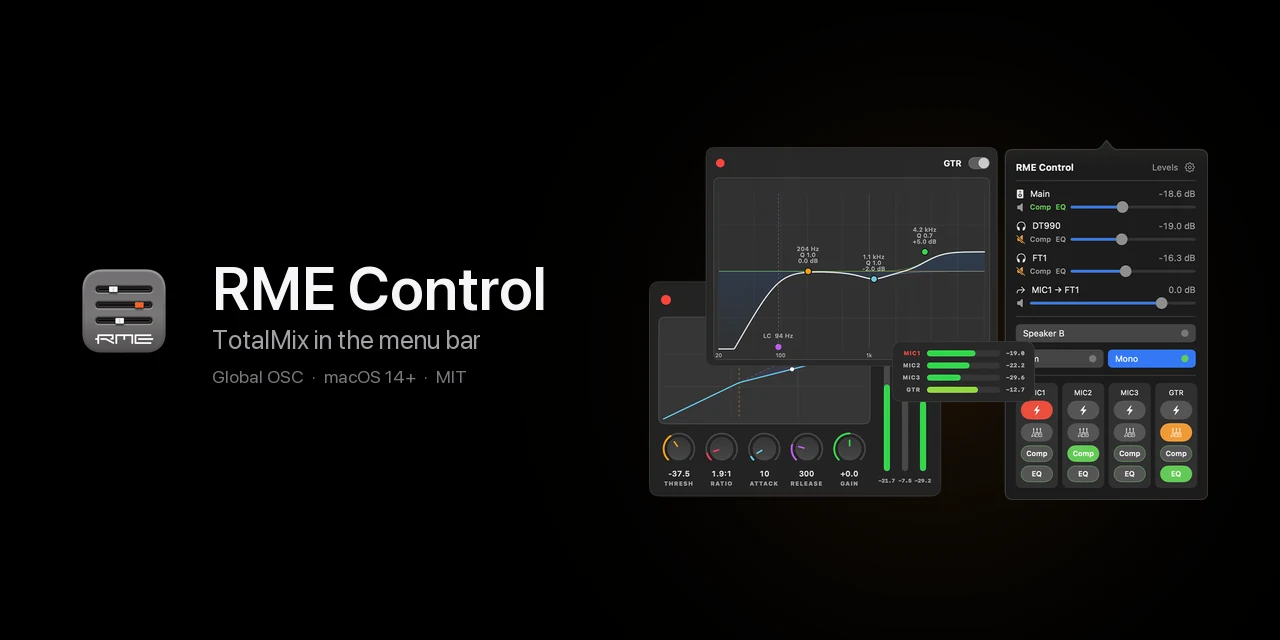 RME
RME Control
TotalMix in the menu bar
Global OSC · macOS 14+ · MIT
GTR
204 Hz
Q 1.0
0.0 dB
1.1 kHz
Q 1.0
-2.0 dB
4.2 kHz
Q 0.7
+5.0 dB
LC 94 Hz
20
100
1k
-37.5
THRESH
1.9:1
RATIO
10
ATTACK
300
RELEASE
+0.0
GAIN
-21.7 -7.5 -29.2
MIC1 -19.0
MIC2 -22.2
MIC3 -29.6
GTR -12.7
RME Control Levels
Main -18.6 dB
Comp EQ
DT990 -19.0 dB
Comp EQ
FT1 -16.3 dB
Comp EQ
MIC1 → FT1 0.0 dB
Speaker B
Mono
MIC2 MIC3 GTR
Comp Comp Comp Comp
EQ EQ EQ EQ